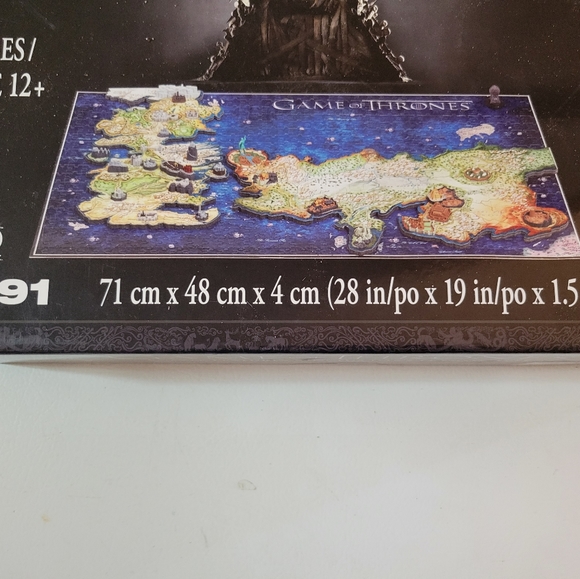 ES/
12+
GAME OF THRONES
91
71 cm x 48 cm x 4 cm (28 in/po x 19 in/po x 1.5